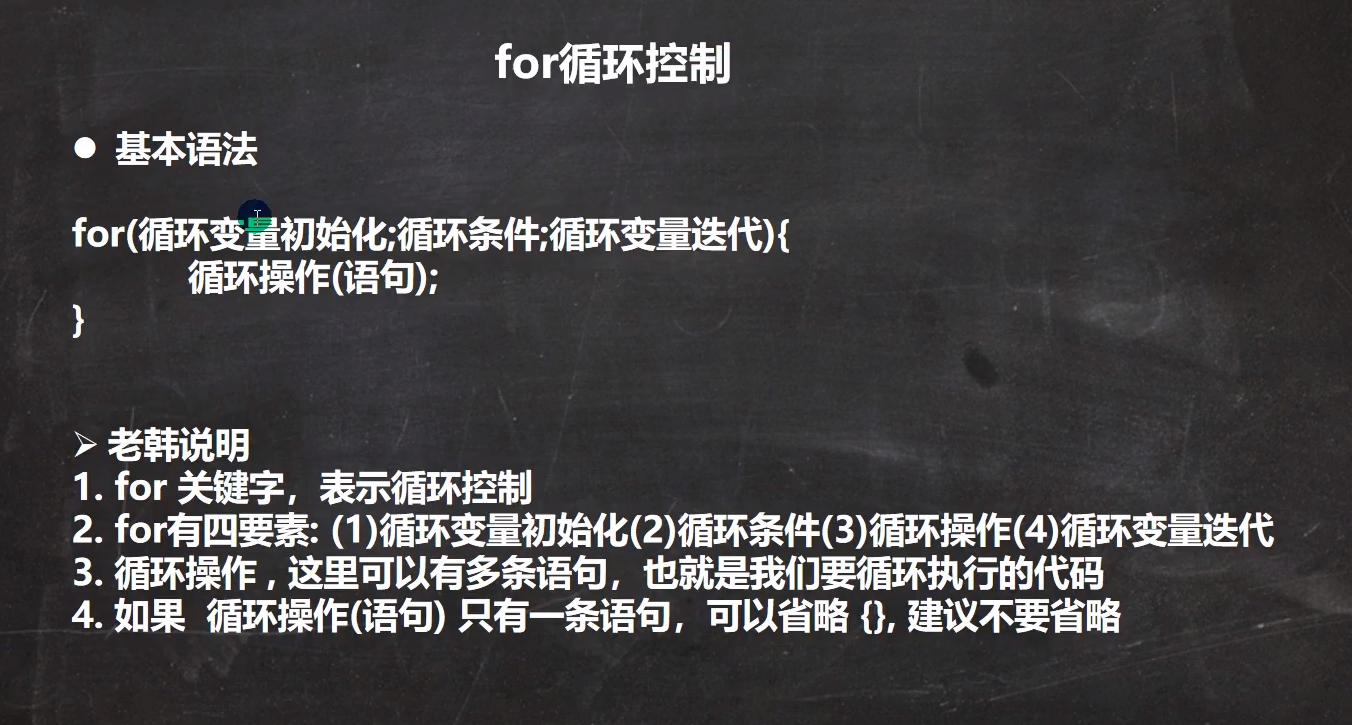 for循环控制
基本语法
for(循环变量初始化;循环条件;循环变量迭代){
循环操作(语句);
}
老韩说明
1. for 关键字，表示循环控制
2. for有四要素: (1)循环变量初始化(2)循环条件(3)循环操作(4)循环变量迭代
3. 循环操作 , 这里可以有多条语句，也就是我们要循环执行的代码
4. 如果 循环操作(语句) 只有一条语句，可以省略 {}, 建议不要省略